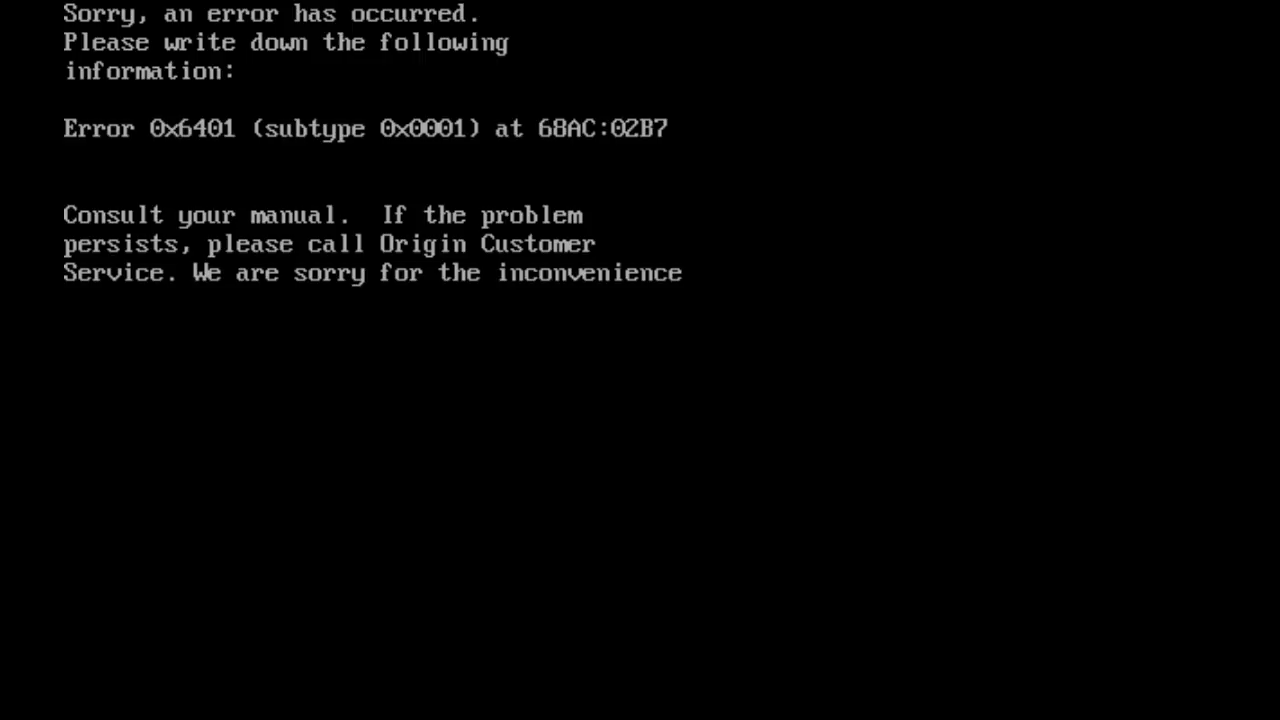 Sorry, an error has occurred.
Please write down the following
information:
Error 0x6401 (subtype 0x0001) at 68AC:02B7
Consult your manual.  If the problem
persists, please call Origin Customer
Service. We are sorry for the inconvenience